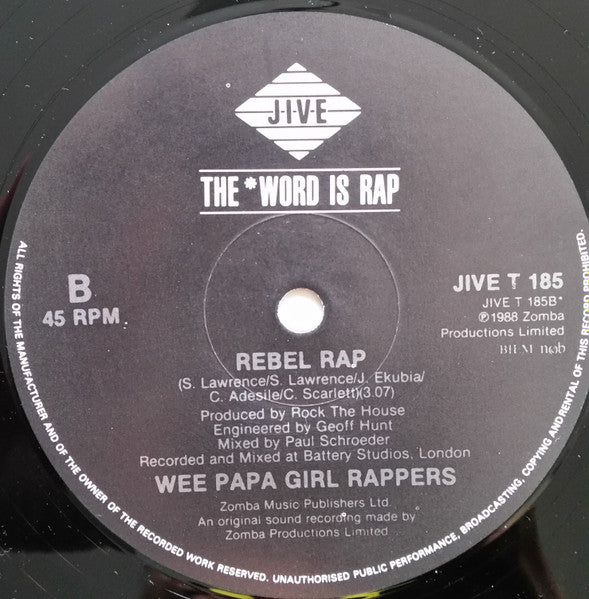 J-I-V-E
THE *WORD IS RAP
B
45 RPM
JIVE T 185
JIVE T 185B*
℗1988 Zomba
Productions Limited
BIEM ncb
REBEL RAP
(S. Lawrence/S. Lawrence/J. Ekubia/
C. Adesile/C. Scarlett)(3.07)
Produced by Rock The House
Engineered by Geoff Hunt
Mixed by Paul Schroeder
Recorded and Mixed at Battery Studios, London
WEE PAPA GIRL RAPPERS
Zomba Music Publishers Ltd.
An original sound recording made by
Zomba Productions Limited
ALL RIGHTS OF THE MANUFACTURER AND OF THE OWNER OF THE RECORDED WORK RESERVED. UNAUTHORISED PUBLIC PERFORMANCE, BROADCASTING, COPYING AND RENTAL OF THIS RECORD PROHIBITED.